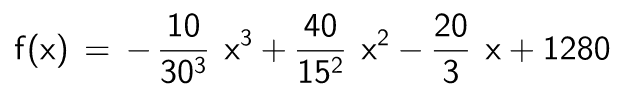 f(x) = − 10/30³ x³ + 40/15² x² − 20/3 x + 1280